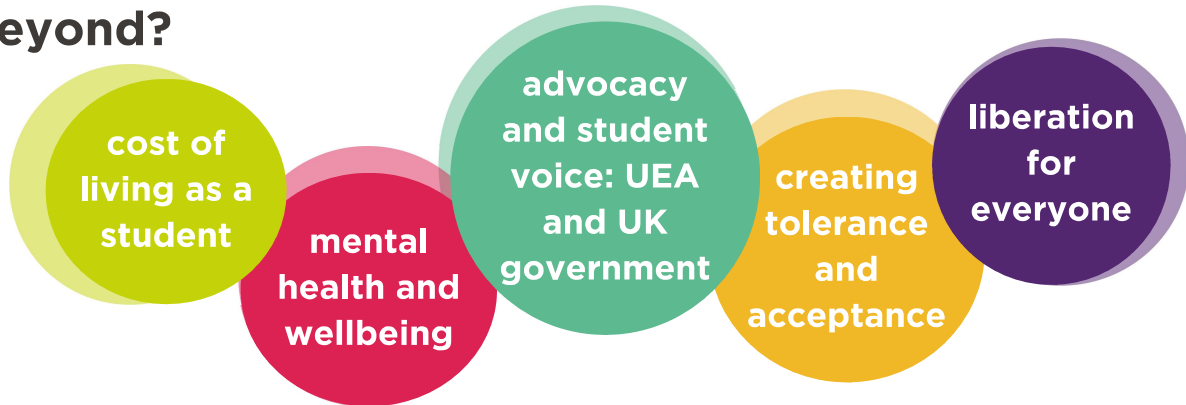 eyond?
cost of
living as a
student
mental
health and
wellbeing
advocacy
and student
voice: UEA
and UK
government
creating
tolerance
and
acceptance
liberation
for
everyone